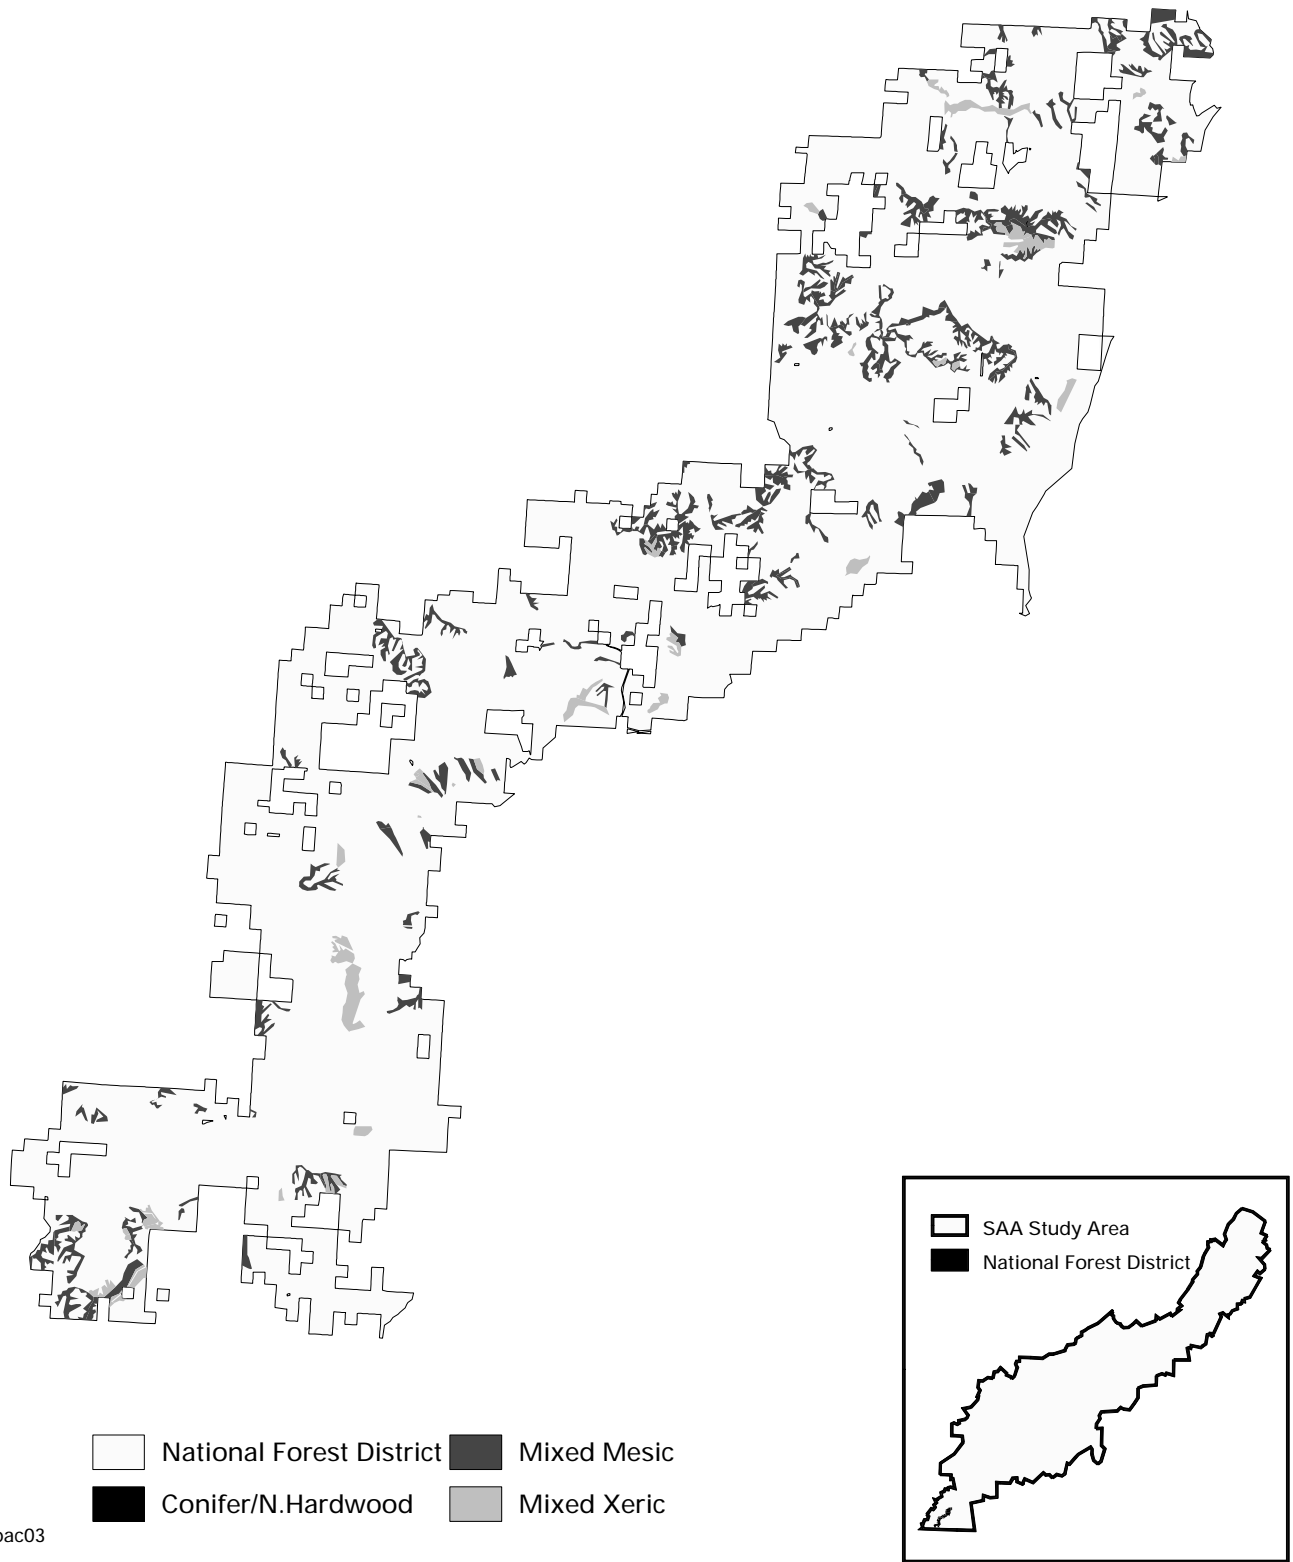 SAA Study Area
National Forest District
National Forest District
Mixed Mesic
Conifer/N.Hardwood
Mixed Xeric